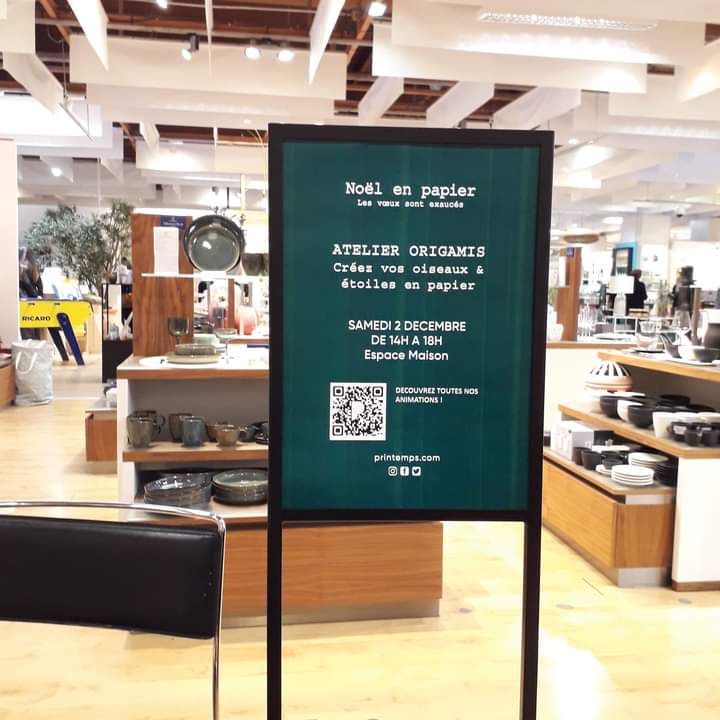 Noël en papier
Les vœux sont exaucés
ATELIER ORIGAMIS
Créez vos oiseaux &
étoiles en papier
SAMEDI 2 DECEMBRE
DE 14H A 18H
Espace Maison
DECOUVREZ TOUTES NOS
ANIMATIONS !
printemps.com
RICARD